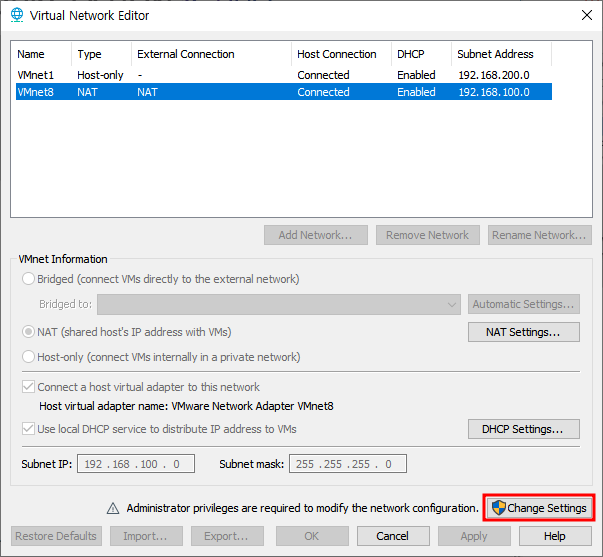 Virtual Network Editor
Name Type External Connection Host Connection DHCP Subnet Address
VMnet1 Host-only - Connected Enabled 192.168.200.0
VMnet8 NAT NAT Connected Enabled 192.168.100.0
Add Network... Remove Network Rename Network...
VMnet Information
Bridged (connect VMs directly to the external network)
Bridged to: Automatic Settings...
NAT (shared host's IP address with VMs) NAT Settings...
Host-only (connect VMs internally in a private network)
Connect a host virtual adapter to this network
Host virtual adapter name: VMware Network Adapter VMnet8
Use local DHCP service to distribute IP address to VMs DHCP Settings...
Subnet IP: 192 . 168 . 100 . 0 Subnet mask: 255 . 255 . 255 . 0
Administrator privileges are required to modify the network configuration. Change Settings
Restore Defaults Import... Export... OK Cancel Apply Help